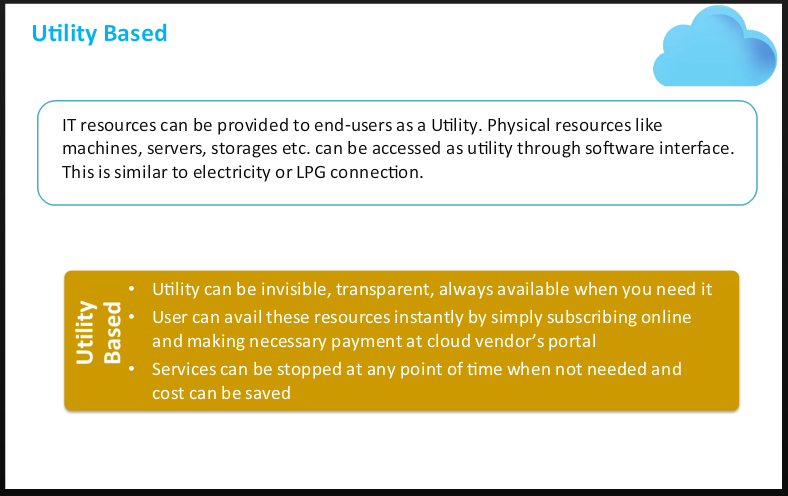 Utility Based
IT resources can be provided to end-users as a Utility. Physical resources like
machines, servers, storages etc. can be accessed as utility through software interface.
This is similar to electricity or LPG connection.
Utility
Based
• Utility can be invisible, transparent, always available when you need it
• User can avail these resources instantly by simply subscribing online
and making necessary payment at cloud vendor's portal
• Services can be stopped at any point of time when not needed and
cost can be saved